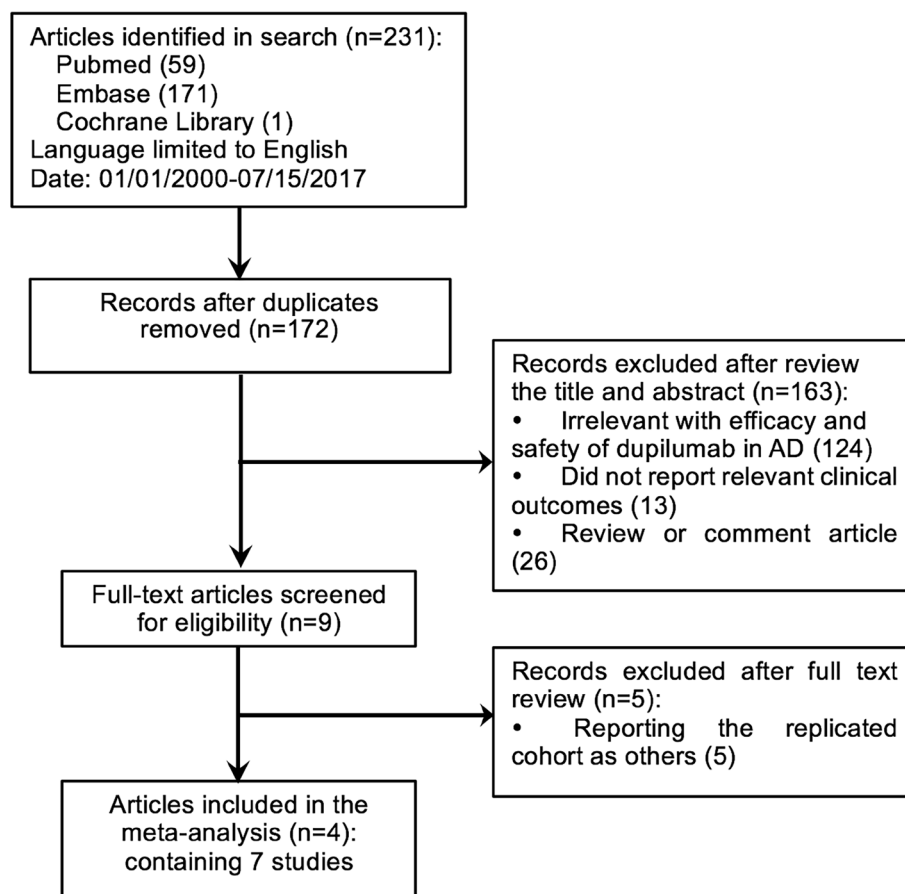 Articles identified in search (n=231):
Pubmed (59)
Embase (171)
Cochrane Library (1)
Language limited to English
Date: 01/01/2000-07/15/2017
Records after duplicates
removed (n=172)
Records excluded after review
the title and abstract (n=163):
• Irrelevant with efficacy and
safety of dupilumab in AD (124)
• Did not report relevant clinical
outcomes (13)
• Review or comment article
(26)
Full-text articles screened
for eligibility (n=9)
Records excluded after full text
review (n=5):
• Reporting the replicated
cohort as others (5)
Articles included in the
meta-analysis (n=4):
containing 7 studies